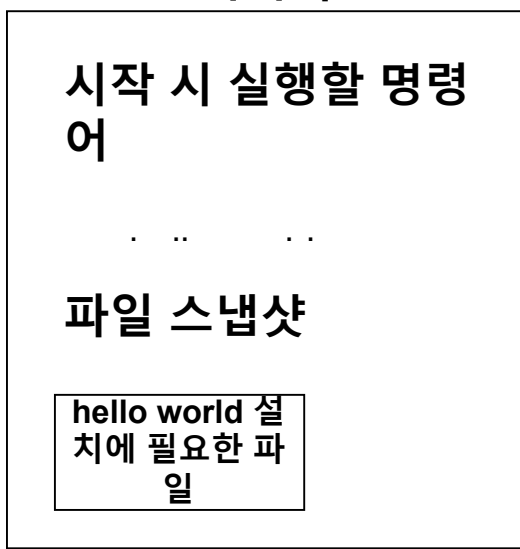 시작 시 실행할 명령
어
파일 스냅샷
hello world 설
치에 필요한 파
일